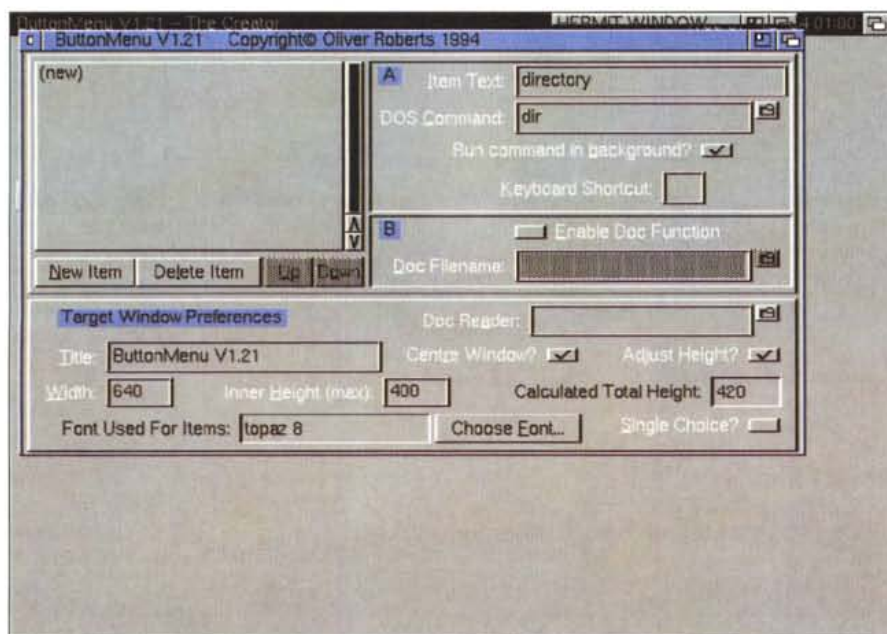 ButtonMenu V1.21 – The Creator HERMIT WINDOW 01:00
ButtonMenu V1.21 Copyright© Oliver Roberts 1994
(new)
A
Item Text: directory
DOS Command: dir
Run command in background?
Keyboard Shortcut:
B
Enable Doc Function
Doc Filename:
New Item Delete Item Up Down
Target Window Preferences
Doc Reader:
Title: ButtonMenu V1.21 Centre Window? Adjust Height?
Width: 640 Inner Height (max): 400 Calculated Total Height: 420
Font Used For Items: topaz 8 Choose Font... Single Choice?